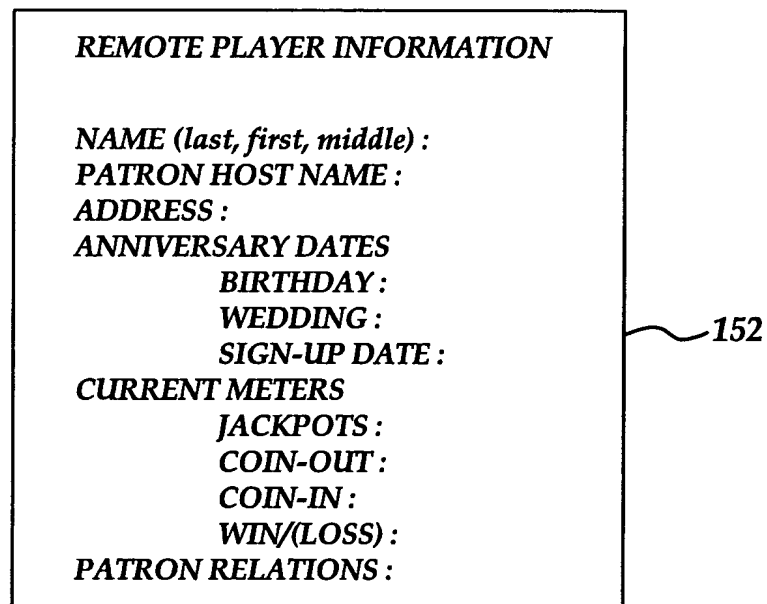 REMOTE PLAYER INFORMATION
NAME (last, first, middle) :
PATRON HOST NAME :
ADDRESS :
ANNIVERSARY DATES
BIRTHDAY :
WEDDING :
SIGN-UP DATE :
152
CURRENT METERS
JACKPOTS :
COIN-OUT :
COIN-IN :
WIN/(LOSS) :
PATRON RELATIONS :